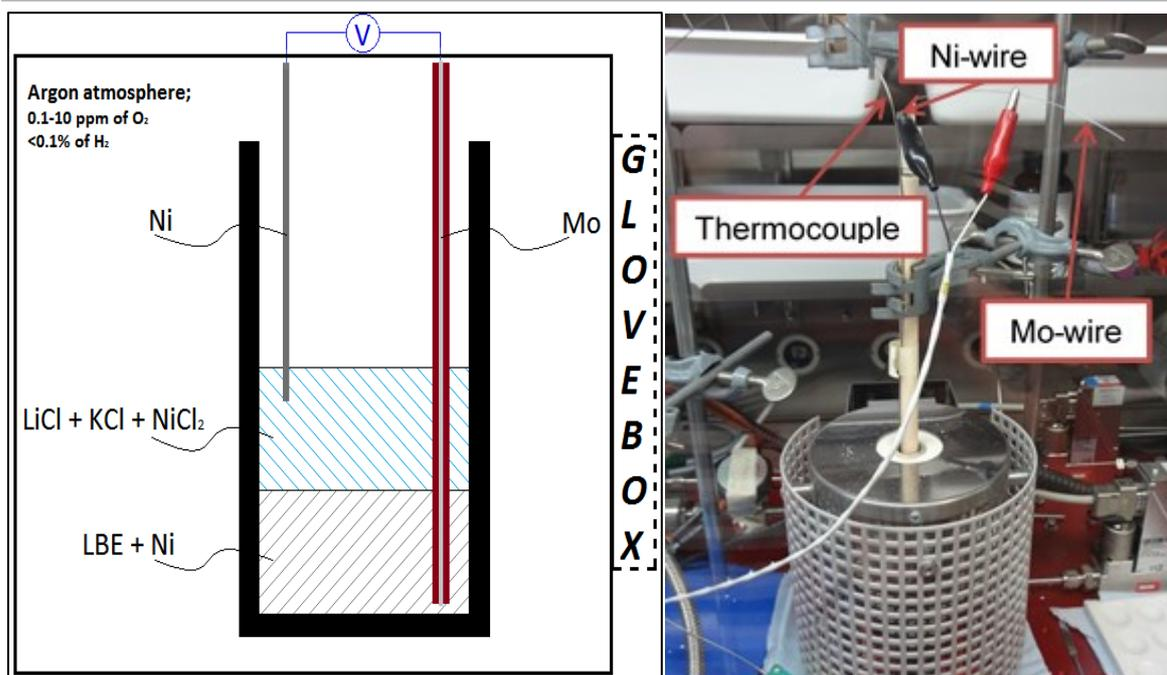 V
Argon atmosphere;
0.1-10 ppm of O₂
<0.1% of H₂
Ni
Mo
LiCl + KCl + NiCl₂
LBE + Ni
GLOVEBOX
Ni-wire
Thermocouple
Mo-wire